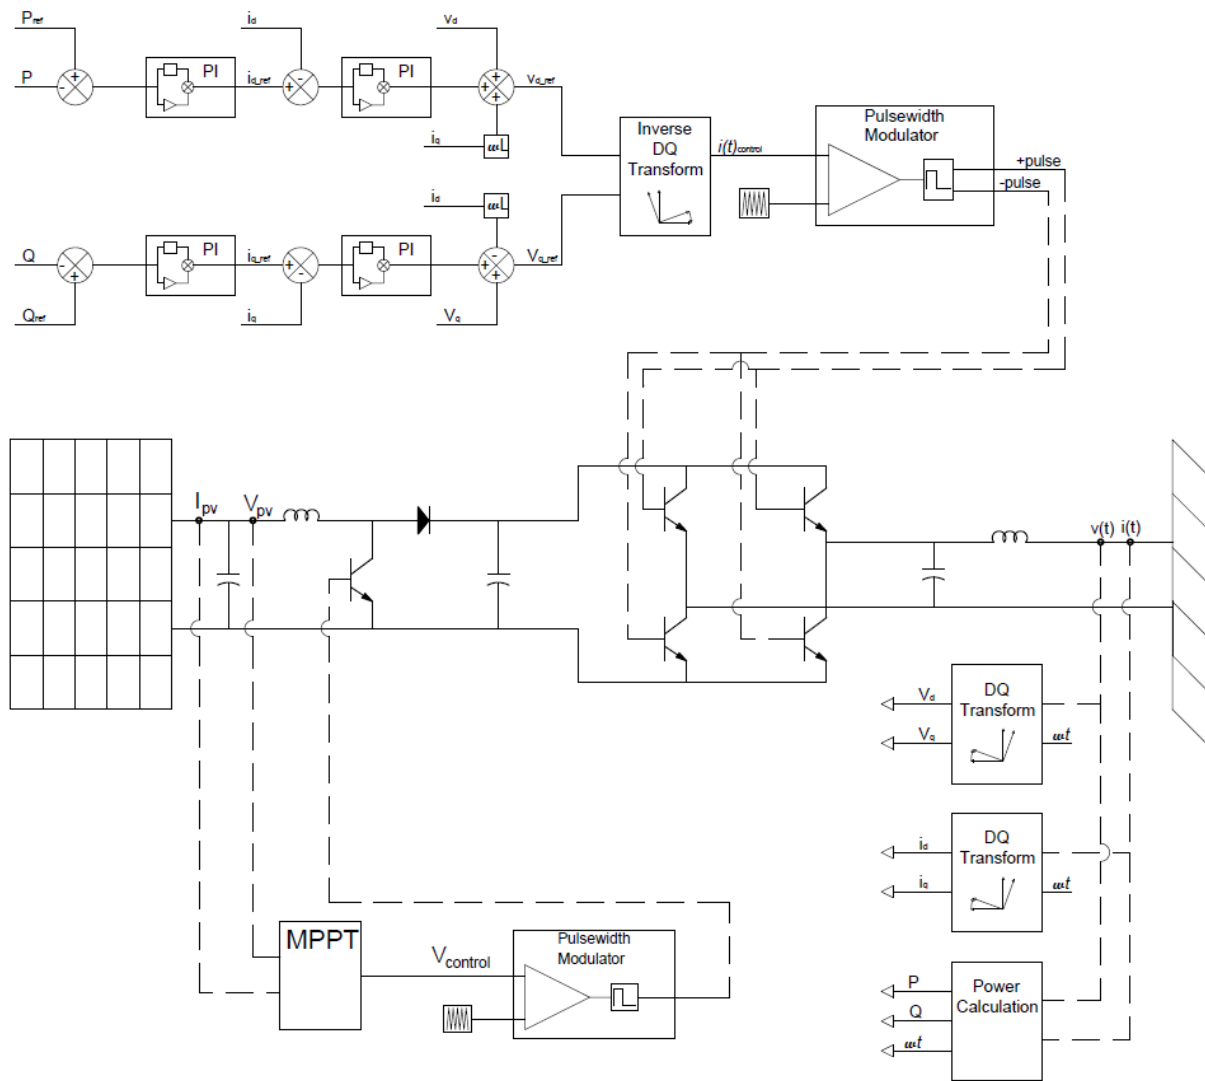 Pref
id
vd
P
+
-
PI
id_ref
-
+
PI
+
+
+
vd_ref
iq
ωL
Inverse
DQ
Transform
i(t)control
Pulsewidth
Modulator
+pulse
-pulse
id
ωL
Q
-
+
PI
iq_ref
+
-
PI
-
+
+
Vq_ref
Qref
iq
Vq
Ipv
Vpv
v(t)
i(t)
Vd
Vq
DQ
Transform
ωt
id
iq
DQ
Transform
ωt
MPPT
Vcontrol
Pulsewidth
Modulator
P
Q
ωt
Power
Calculation